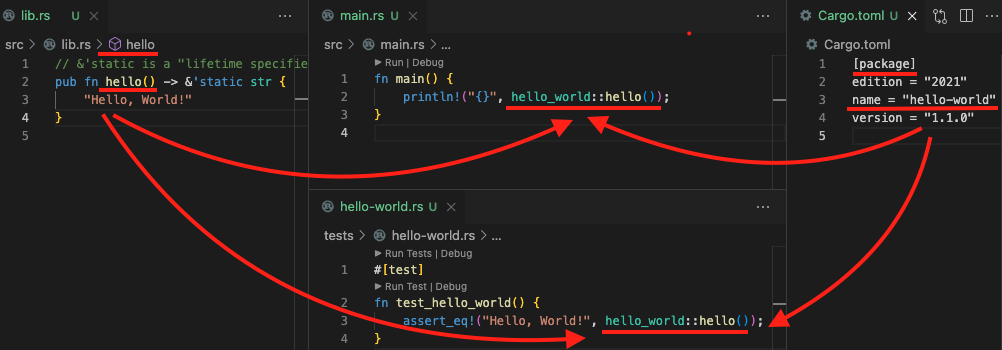 lib.rs U
src > lib.rs > hello
1 // &'static is a "lifetime specifie
2 pub fn hello() -> &'static str {
3 "Hello, World!"
4 }
5
main.rs U
src > main.rs > ...
Run | Debug
1 fn main() {
2 println!("{}", hello_world::hello());
3 }
4
hello-world.rs U
tests > hello-world.rs > ...
Run Tests | Debug
1 #[test]
Run Test | Debug
2 fn test_hello_world() {
3 assert_eq!("Hello, World!", hello_world::hello());
4 }
Cargo.toml U
Cargo.toml
1 [package]
2 edition = "2021"
3 name = "hello-world"
4 version = "1.1.0"
5